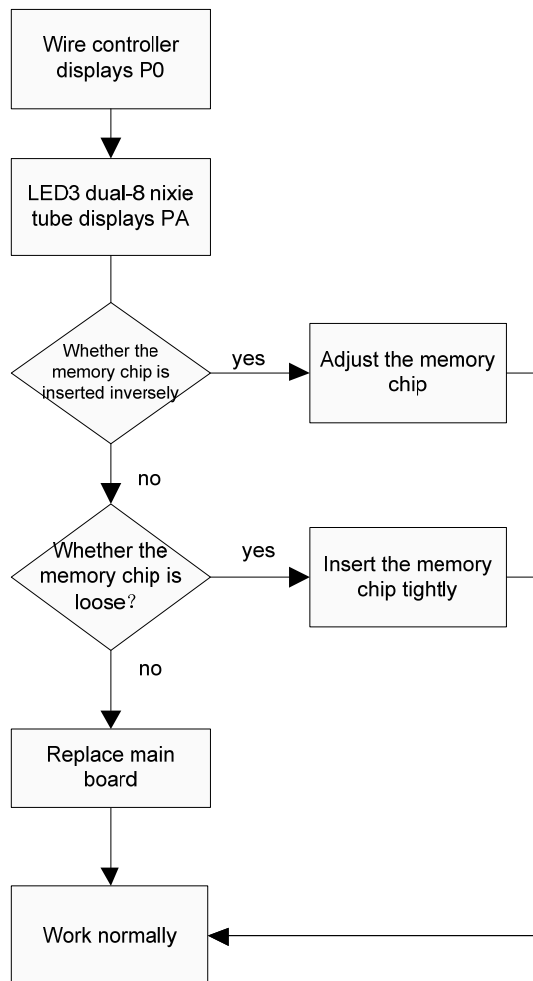 Wire controller
displays P0
LED3 dual-8 nixie
tube displays PA
Whether the
memory chip is
inserted inversely
yes
Adjust the memory
chip
no
Whether the
memory chip is
loose?
yes
Insert the memory
chip tightly
no
Replace main
board
Work normally